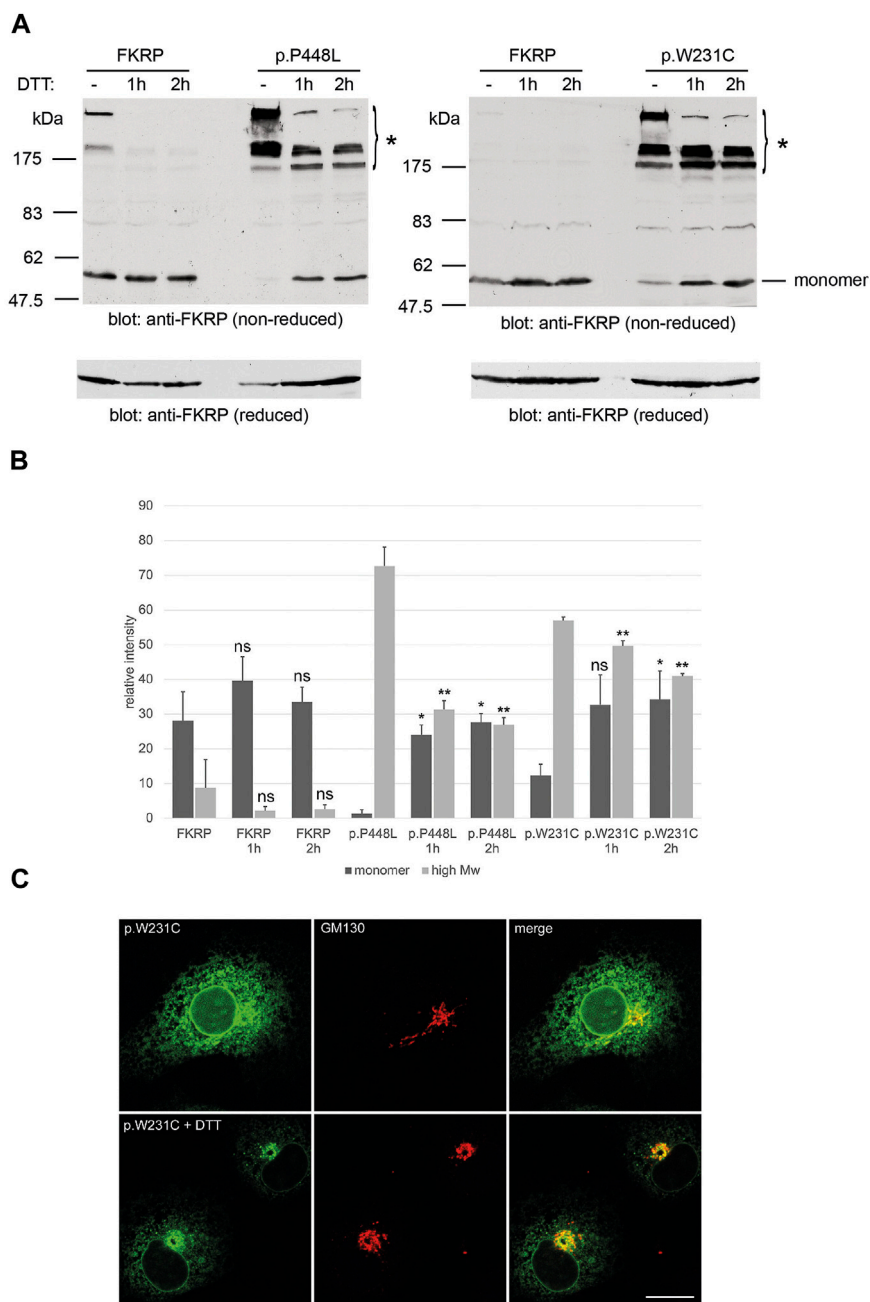 A
FKRP p.P448L FKRP p.W231C
DTT: - 1h 2h - 1h 2h - 1h 2h - 1h 2h
kDa kDa
* *
175 175
83 83
62 62
monomer
47.5 47.5
blot: anti-FKRP (non-reduced) blot: anti-FKRP (non-reduced)
blot: anti-FKRP (reduced) blot: anti-FKRP (reduced)
B
90
80
70
60
50
40
30
20
10
0
relative intensity
ns ns ns ns * ** * ** ns ** * **
FKRP FKRP 1h FKRP 2h p.P448L p.P448L 1h p.P448L 2h p.W231C p.W231C 1h p.W231C 2h
monomer high Mw
C
p.W231C GM130 merge
p.W231C + DTT